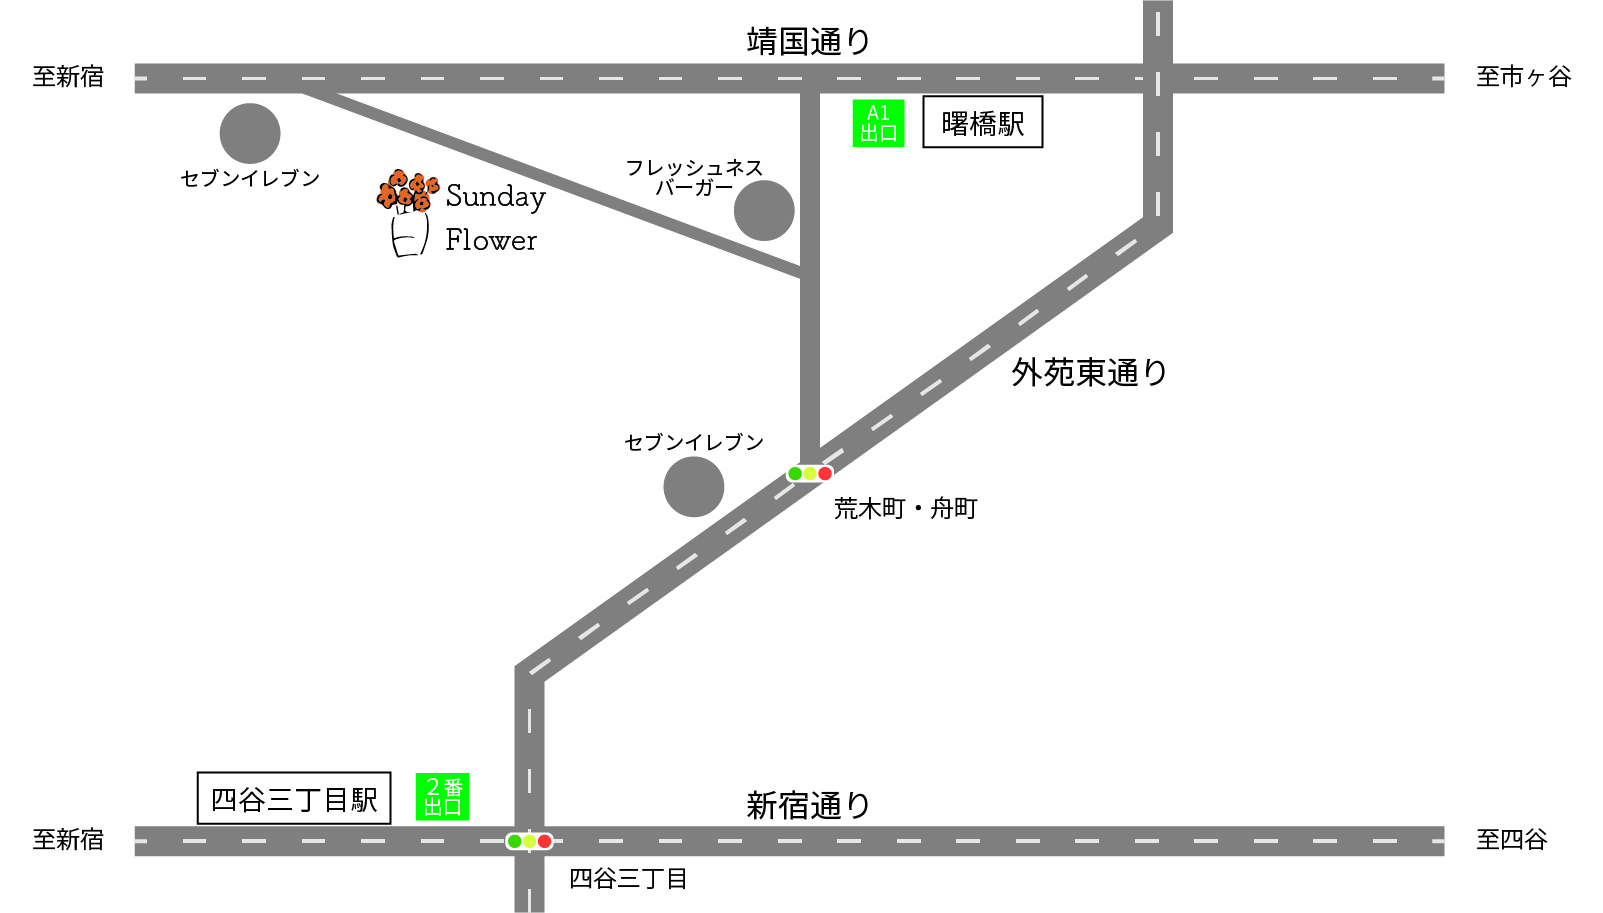 靖国通り
至新宿
至市ヶ谷
A1
出口
曙橋駅
セブンイレブン
フレッシュネス
バーガー
Sunday
Flower
外苑東通り
セブンイレブン
荒木町・舟町
四谷三丁目駅
２番
出口
新宿通り
至新宿
至四谷
四谷三丁目